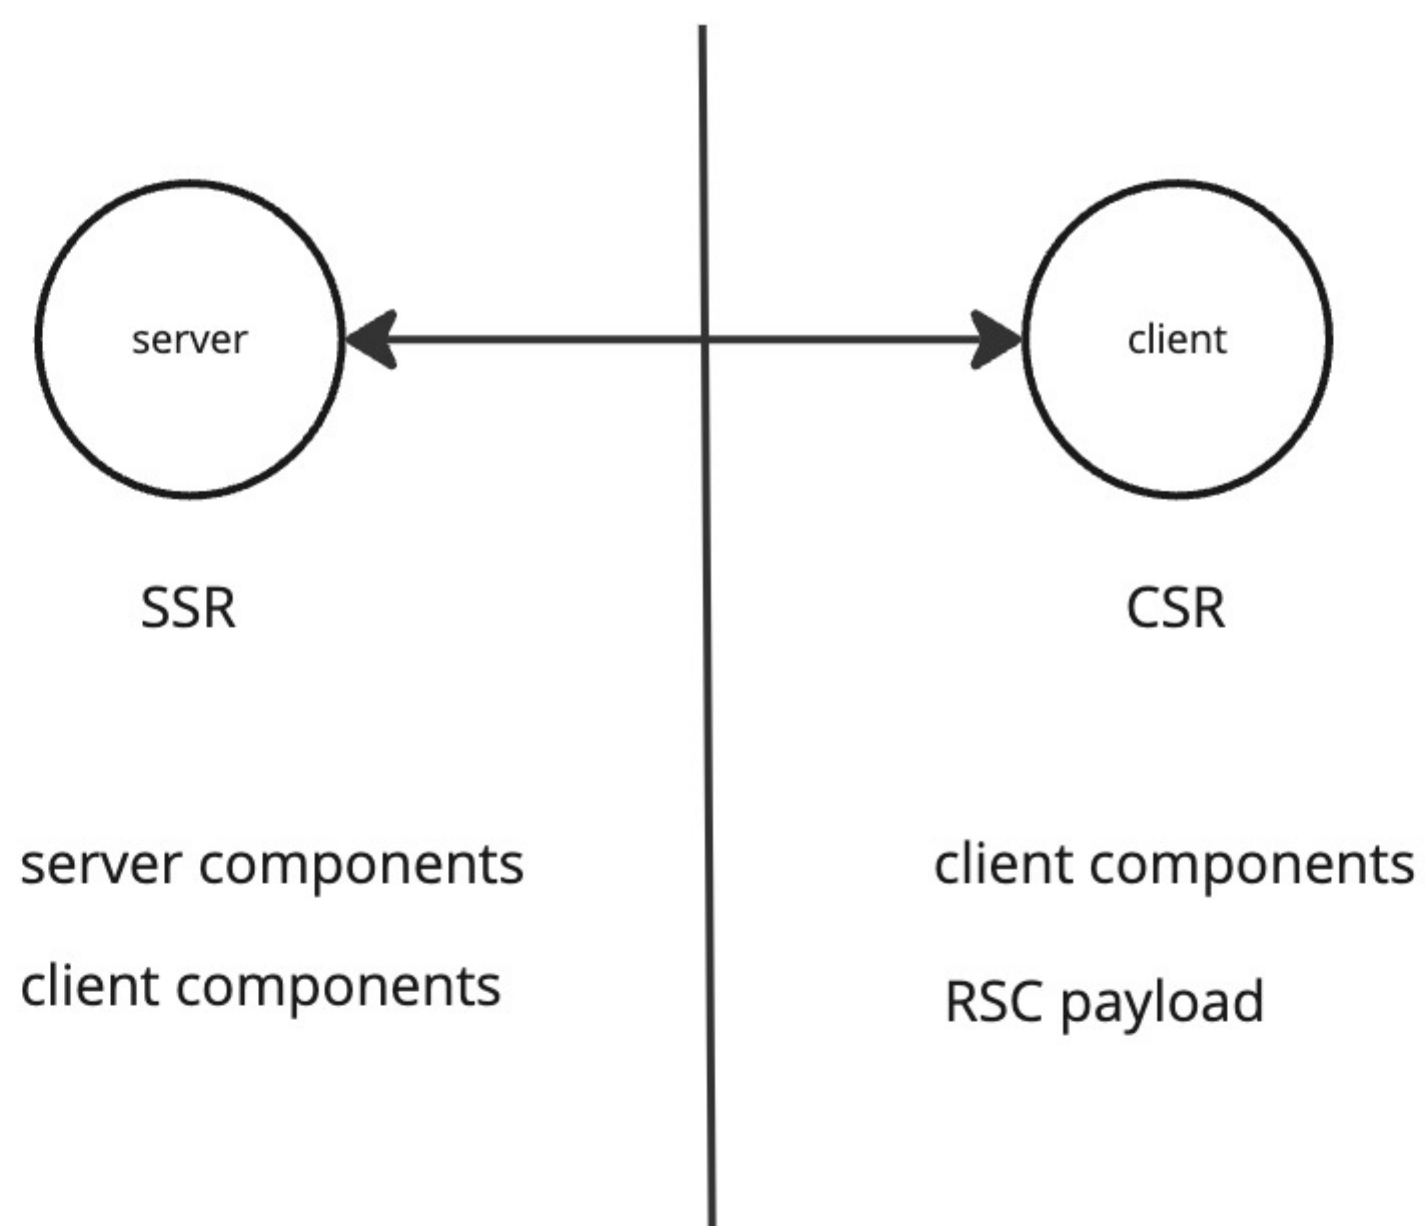 server
client
SSR
CSR
server components
client components
client components
RSC payload